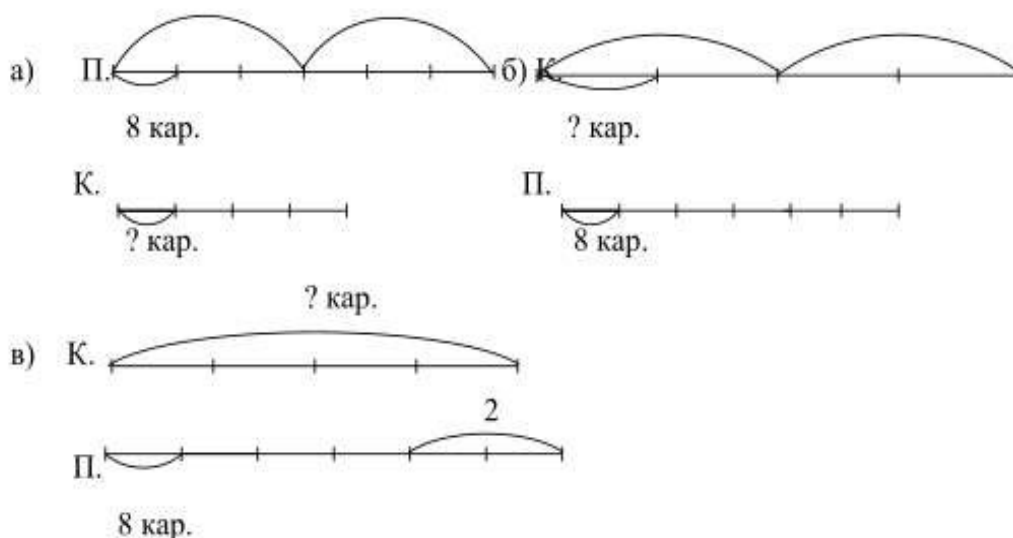 а) П. б) К.
8 кар. ? кар.
К. П.
? кар. 8 кар.
? кар.
в) К.
2
П.
8 кар.